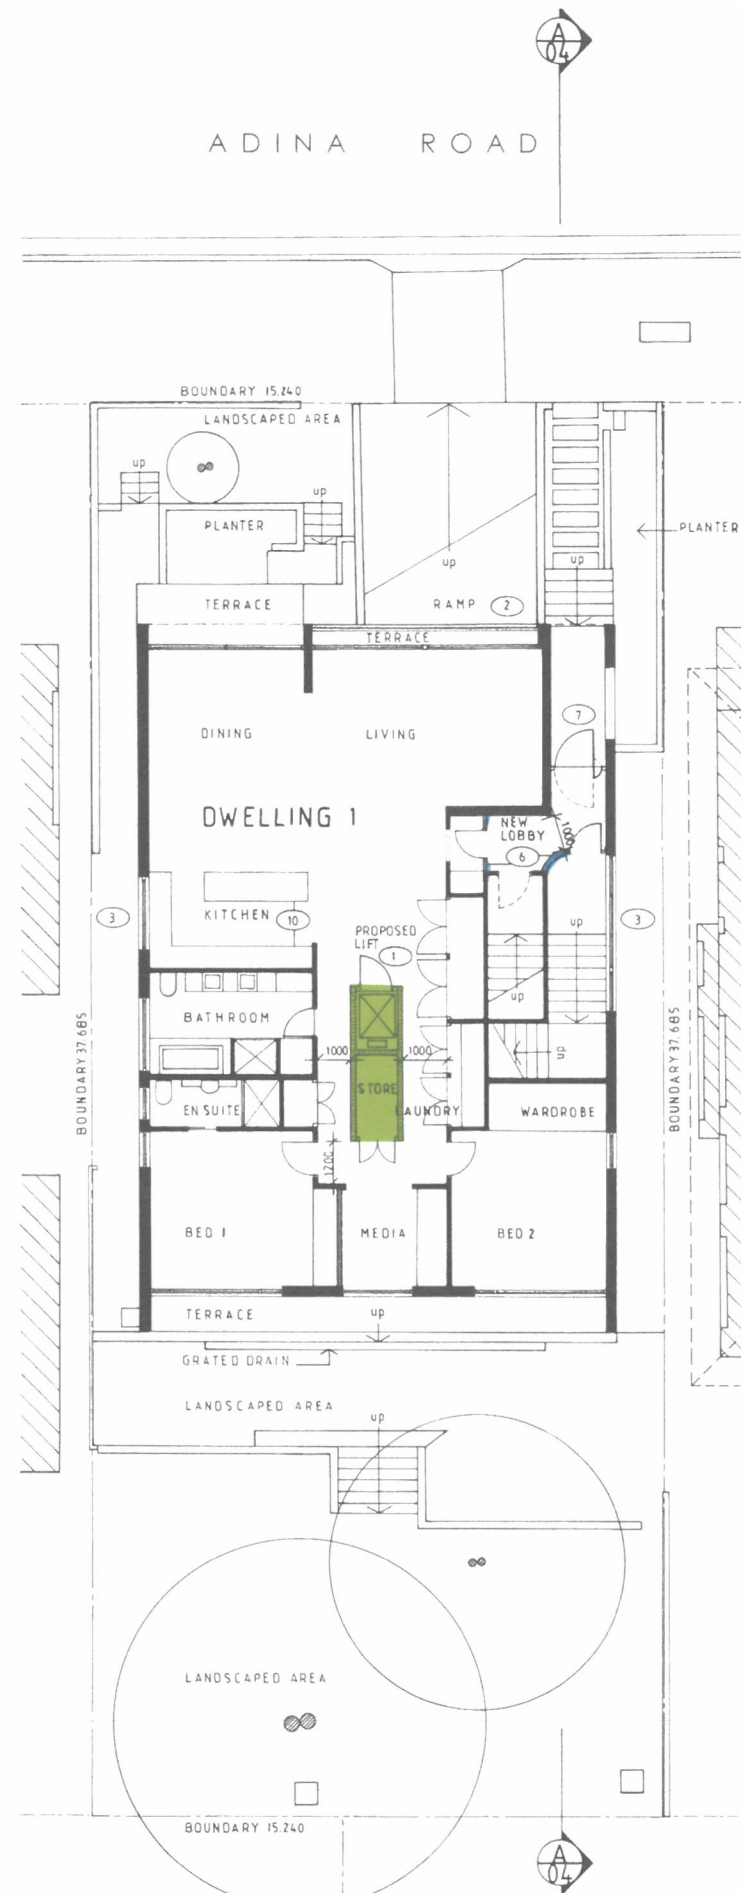 A
04
ADINA ROAD
BOUNDARY 15.240
LANDSCAPED AREA
up
up
PLANTER
PLANTER
up
up
TERRACE
RAMP 2
TERRACE
7
DINING
LIVING
DWELLING 1
NEW
LOBBY
1000
6
3
KITCHEN
10
PROPOSED
LIFT
1
up
3
up
BATHROOM
BOUNDARY 37.685
BOUNDARY 37.685
1000
1000
up
STORE
ENSUITE
LAUNDRY
WARDROBE
1200
BED 1
MEDIA
BED 2
TERRACE
up
GRATED DRAIN
LANDSCAPED AREA
up
LANDSCAPED AREA
BOUNDARY 15.240
A
04